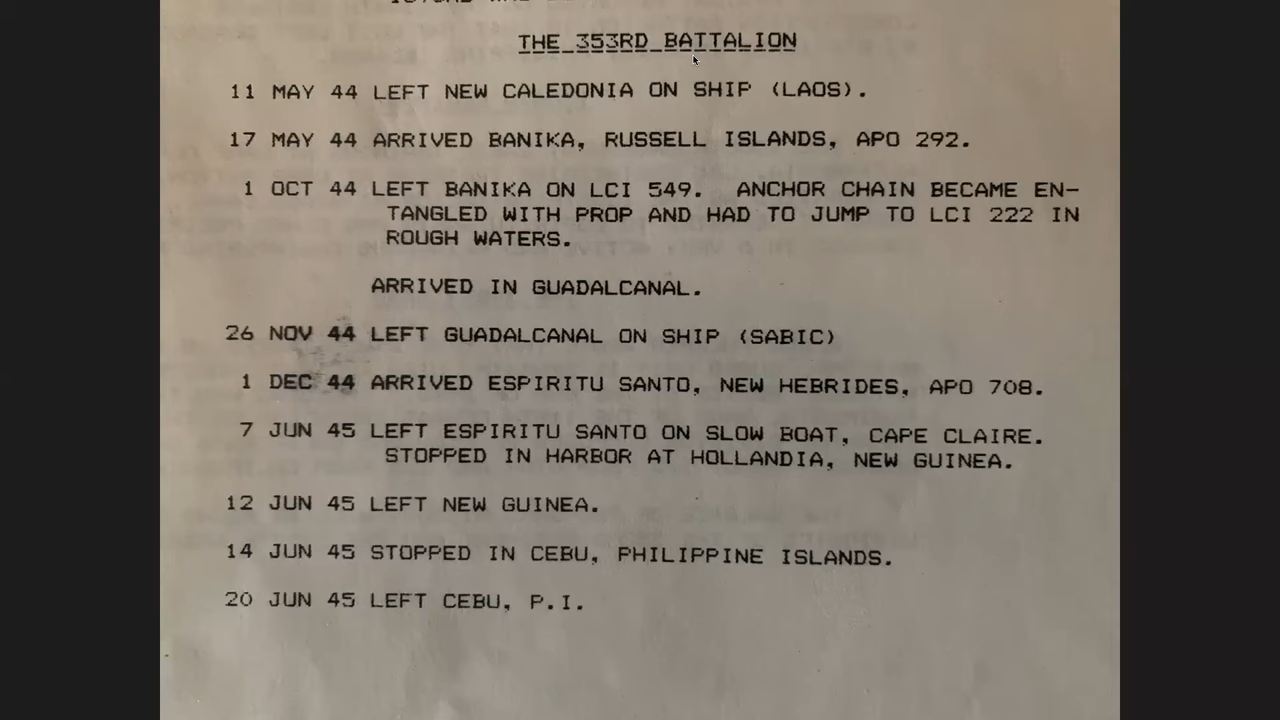 THE 353RD BATTALION
11 MAY 44 LEFT NEW CALEDONIA ON SHIP (LAOS).
17 MAY 44 ARRIVED BANIKA, RUSSELL ISLANDS, APO 292.
1 OCT 44 LEFT BANIKA ON LCI 549. ANCHOR CHAIN BECAME EN-
TANGLED WITH PROP AND HAD TO JUMP TO LCI 222 IN
ROUGH WATERS.
ARRIVED IN GUADALCANAL.
26 NOV 44 LEFT GUADALCANAL ON SHIP (SABIC)
1 DEC 44 ARRIVED ESPIRITU SANTO, NEW HEBRIDES, APO 708.
7 JUN 45 LEFT ESPIRITU SANTO ON SLOW BOAT, CAPE CLAIRE.
STOPPED IN HARBOR AT HOLLANDIA, NEW GUINEA.
12 JUN 45 LEFT NEW GUINEA.
14 JUN 45 STOPPED IN CEBU, PHILIPPINE ISLANDS.
20 JUN 45 LEFT CEBU, P.I.